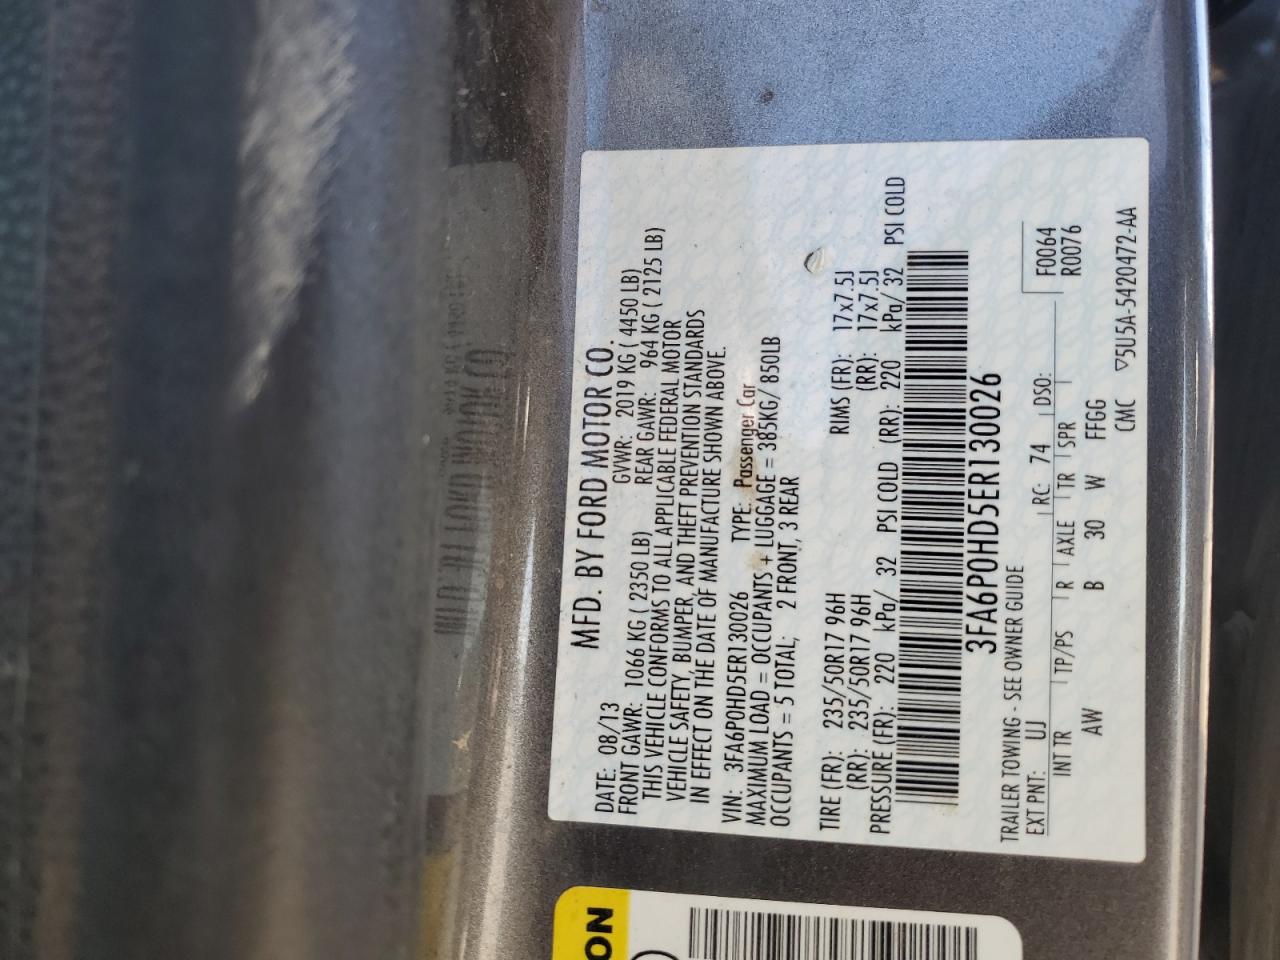 MFD. BY FORD MOTOR CO.
DATE: 08/13 GVWR: 2019 KG ( 4450 LB)
FRONT GAWR: 1066 KG ( 2350 LB) REAR GAWR: 964 KG ( 2125 LB)
THIS VEHICLE CONFORMS TO ALL APPLICABLE FEDERAL MOTOR
VEHICLE SAFETY, BUMPER, AND THEFT PREVENTION STANDARDS
IN EFFECT ON THE DATE OF MANUFACTURE SHOWN ABOVE.
VIN: 3FA6P0HD5ER130026 TYPE: Passenger Car
MAXIMUM LOAD = OCCUPANTS + LUGGAGE = 385KG/ 850LB
OCCUPANTS = 5 TOTAL, 2 FRONT, 3 REAR
TIRE (FR): 235/50R17 96H RIMS (FR): 17x7.5J
(RR): 235/50R17 96H (RR): 17x7.5J
PRESSURE (FR): 220 kPa/ 32 PSI COLD (RR): 220 kPa/ 32 PSI COLD
3FA6P0HD5ER130026
TRAILER TOWING - SEE OWNER GUIDE
F0064
EXT PNT: UJ RC: 74 DSO: R0076
INT TR TP/PS R AXLE TR SPR
AW B 30 W FFGG
CMC ▽5U5A-5420472-AA
ON